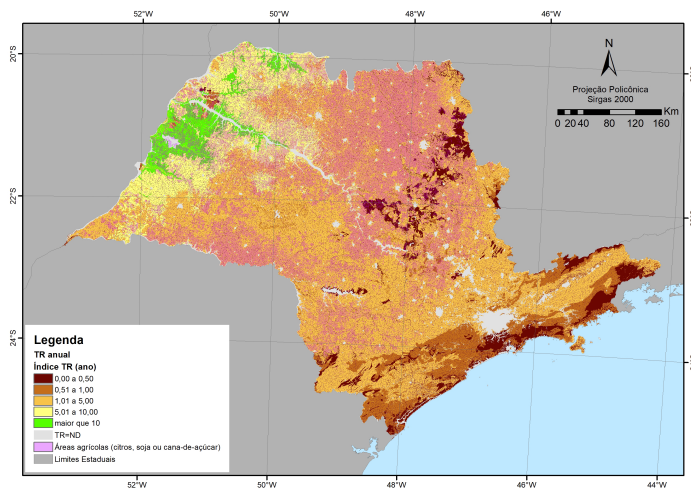 52°W 50°W 48°W 46°W
20°S
N
Projeção Policônica
Sirgas 2000
Km
0 20 40 80 120 160
22°S
24°S
Legenda
TR anual
Índice TR (ano)
0,00 a 0,50
0,51 a 1,00
1,01 a 5,00
5,01 a 10,00
maior que 10
TR=ND
Áreas agrícolas (citros, soja ou cana-de-açúcar)
Limites Estaduais
52°W 50°W 48°W 46°W 44°W